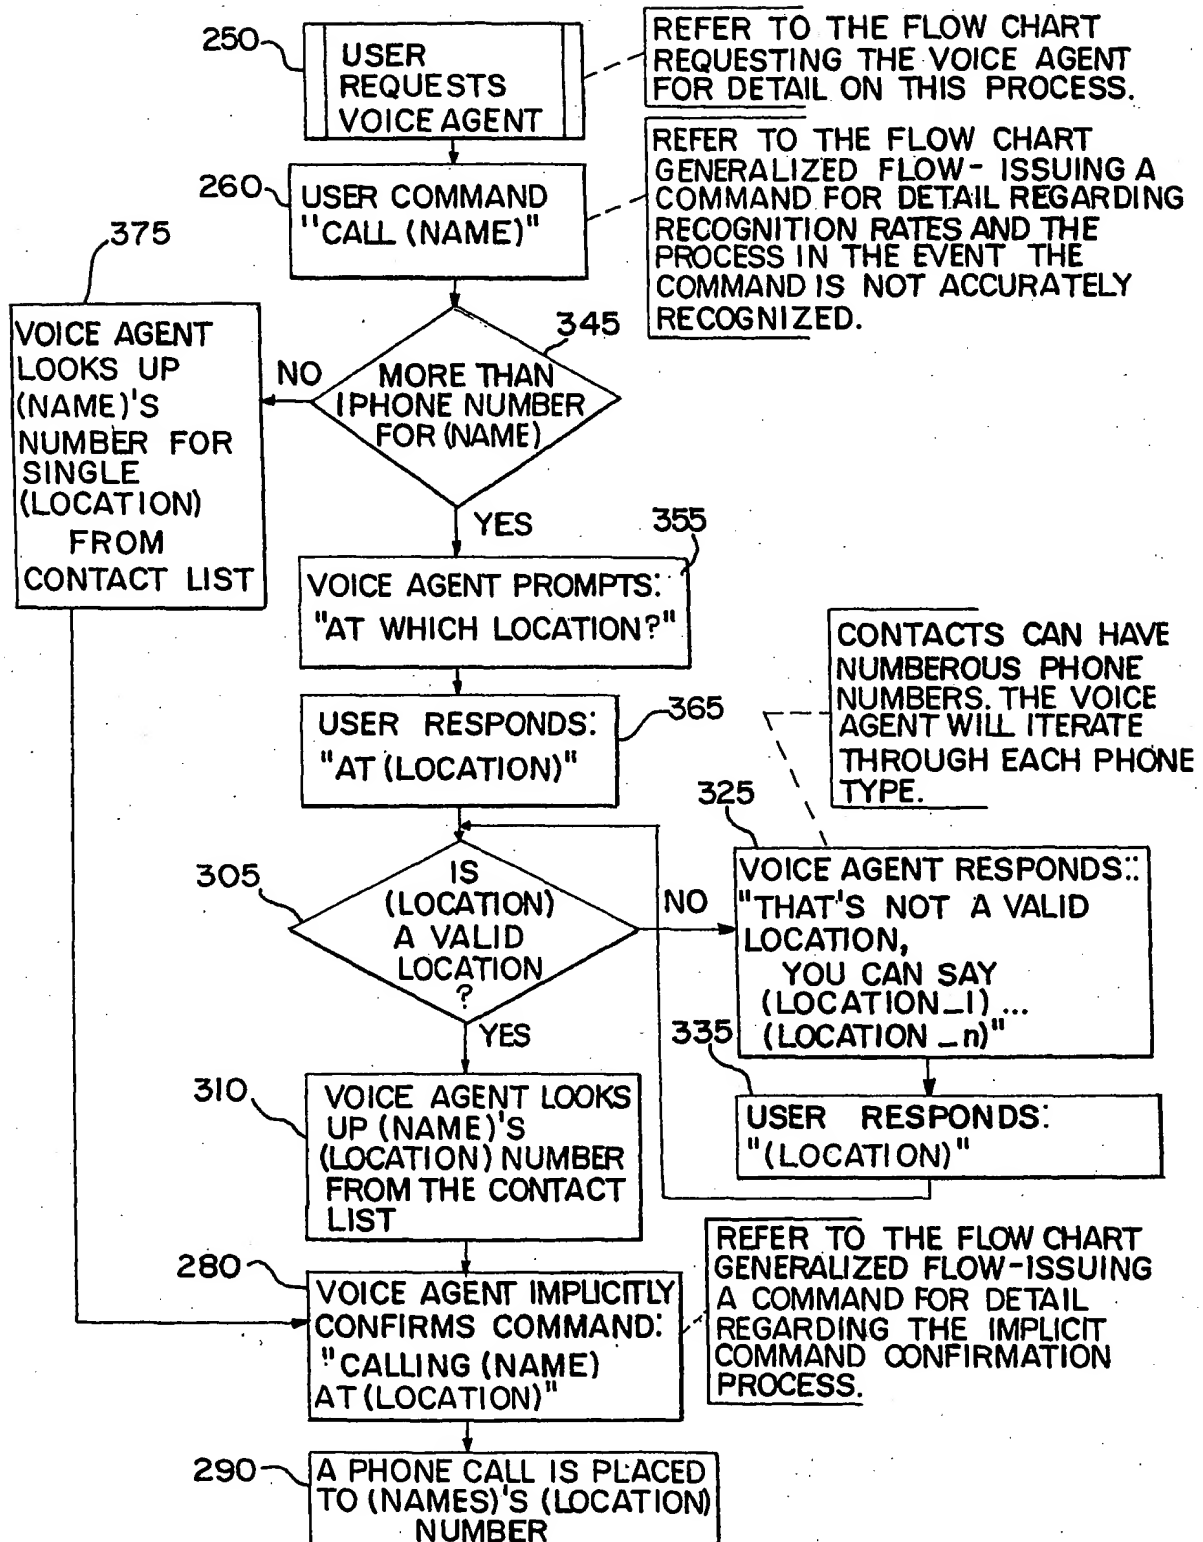 250
USER
REQUESTS
VOICE AGENT
REFER TO THE FLOW CHART
REQUESTING THE VOICE AGENT
FOR DETAIL ON THIS PROCESS.
260
USER COMMAND
"CALL (NAME)"
REFER TO THE FLOW CHART
GENERALIZED FLOW- ISSUING A
COMMAND FOR DETAIL REGARDING
RECOGNITION RATES AND THE
PROCESS IN THE EVENT THE
COMMAND IS NOT ACCURATELY
RECOGNIZED.
375
VOICE AGENT
LOOKS UP
(NAME)'S
NUMBER FOR
SINGLE
(LOCATION)
FROM
CONTACT LIST
NO
345
MORE THAN
1 PHONE NUMBER
FOR (NAME)
YES
355
VOICE AGENT PROMPTS:
"AT WHICH LOCATION?"
365
USER RESPONDS:
"AT (LOCATION)"
CONTACTS CAN HAVE
NUMBEROUS PHONE
NUMBERS. THE VOICE
AGENT WILL ITERATE
THROUGH EACH PHONE
TYPE.
305
IS
(LOCATION)
A VALID
LOCATION
?
NO
YES
325
VOICE AGENT RESPONDS:
"THAT'S NOT A VALID
LOCATION,
YOU CAN SAY
(LOCATION_1) ...
(LOCATION_n)"
335
USER RESPONDS:
"(LOCATION)"
310
VOICE AGENT LOOKS
UP (NAME)'S
(LOCATION) NUMBER
FROM THE CONTACT
LIST
280
VOICE AGENT IMPLICITLY
CONFIRMS COMMAND:
"CALLING (NAME)
AT (LOCATION)"
REFER TO THE FLOW CHART
GENERALIZED FLOW-ISSUING
A COMMAND FOR DETAIL
REGARDING THE IMPLICIT
COMMAND CONFIRMATION
PROCESS.
290
A PHONE CALL IS PLACED
TO (NAMES)'S (LOCATION)
NUMBER